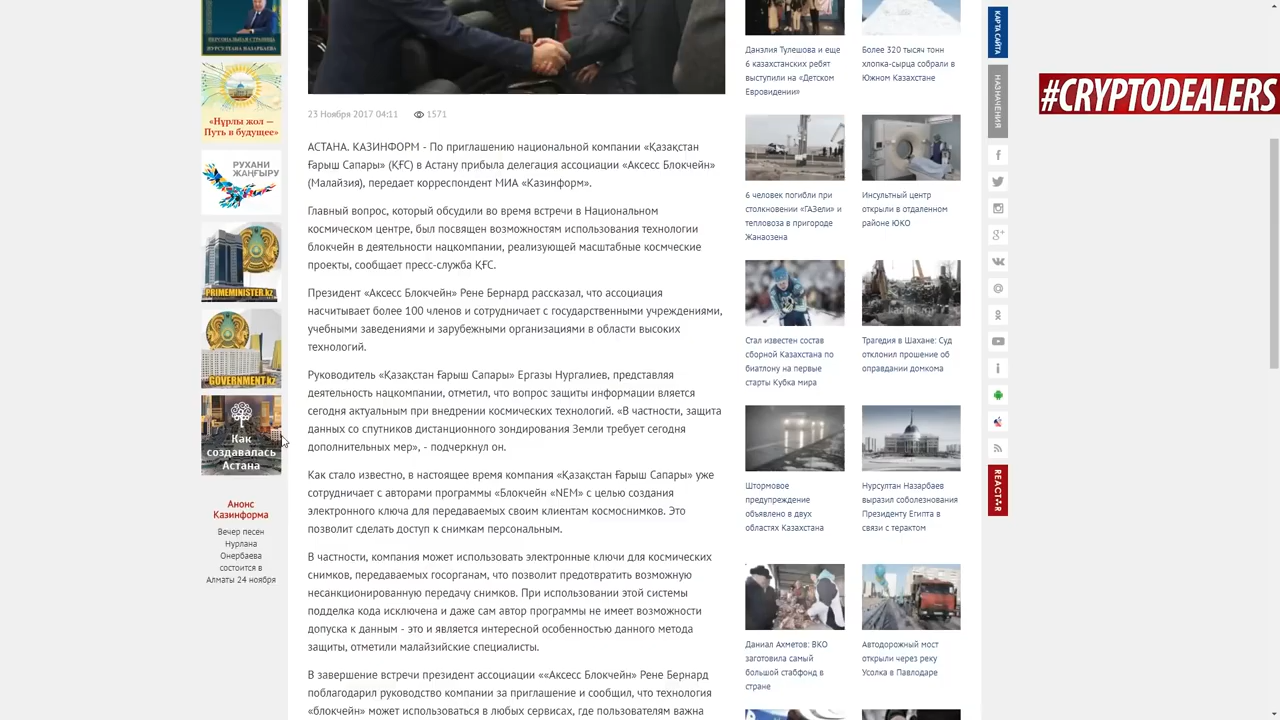 ПЕРСОНАЛЬНАЯ СТРАНИЦА
НУРСУЛТАНА НАЗАРБАЕВА
«Нұрлы жол —
Путь в будущее»
РУХАНИ
ЖАҢҒЫРУ
PRIMEMINISTER.KZ
GOVERNMENT.KZ
Как
создавалась
Астана
Анонс
Казинформа
Вечер песен
Нурлана
Онербаева
состоится в
Алматы 24 ноября
23 Ноября 2017 04:11
1571
АСТАНА. КАЗИНФОРМ - По приглашению национальной компании «Қазақстан
Ғарыш Сапары» (ҚҒС) в Астану прибыла делегация ассоциации «Аксесс Блокчейн»
(Малайзия), передает корреспондент МИА «Казинформ».
Главный вопрос, который обсудили во время встречи в Национальном
космическом центре, был посвящен возможностям использования технологии
блокчейн в деятельности нацкомпании, реализующей масштабные космческие
проекты, сообщает пресс-служба ҚҒС.
Президент «Аксесс Блокчейн» Рене Бернард рассказал, что ассоциация
насчитывает более 100 членов и сотрудничает с государственными учреждениями,
учебными заведениями и зарубежными организациями в области высоких
технологий.
Руководитель «Қазақстан Ғарыш Сапары» Ергазы Нургалиев, представляя
деятельность нацкомпании, отметил, что вопрос защиты информации вляется
сегодня актуальным при внедрении космических технологий. «В частности, защита
данных со спутников дистанционного зондирования Земли требует сегодня
дополнительных мер», - подчеркнул он.
Как стало известно, в настоящее время компания «Қазақстан Ғарыш Сапары» уже
сотрудничает с авторами программы «Блокчейн «NEM» с целью создания
электронного ключа для передаваемых своим клиентам космоснимков. Это
позволит сделать доступ к снимкам персональным.
В частности, компания может использовать электронные ключи для космических
снимков, передаваемых госорганам, что позволит предотвратить возможную
несанкционированную передачу снимков. При использовании этой системы
подделка кода исключена и даже сам автор программы не имеет возможности
допуска к данным - это и является интересной особенностью данного метода
защиты, отметили малайзийские специалисты.
В завершение встречи президент ассоциации ««Аксесс Блокчейн» Рене Бернард
поблагодарил руководство компании за приглашение и сообщил, что технология
«блокчейн» может использоваться в любых сервисах, где пользователям важна
Данэлия Тулешова и еще
6 казахстанских ребят
выступили на «Детском
Евровидении»
Более 320 тысяч тонн
хлопка-сырца собрали в
Южном Казахстане
6 человек погибли при
столкновении «ГАЗели» и
тепловоза в пригороде
Жанаозена
Инсультный центр
открыли в отдаленном
районе ЮКО
Стал известен состав
сборной Казахстана по
биатлону на первые
старты Кубка мира
Трагедия в Шахане: Суд
отклонил прошение об
оправдании домкома
Штормовое
предупреждение
объявлено в двух
областях Казахстана
Нурсултан Назарбаев
выразил соболезнования
Президенту Египта в
связи с терактом
Даниал Ахметов: ВКО
заготовила самый
большой стабфонд в
стране
Автодорожный мост
открыли через реку
Усолка в Павлодаре
КАРТА САЙТА
НАЗНАЧЕНИЯ
REACTOR
#CRYPTODEALERS